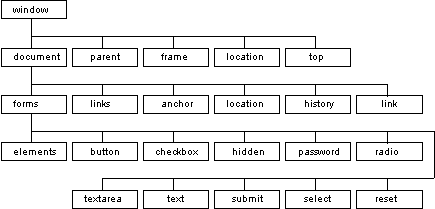 window
document parent frame location top
forms links anchor location history link
elements button checkbox hidden password radio
textarea text submit select reset